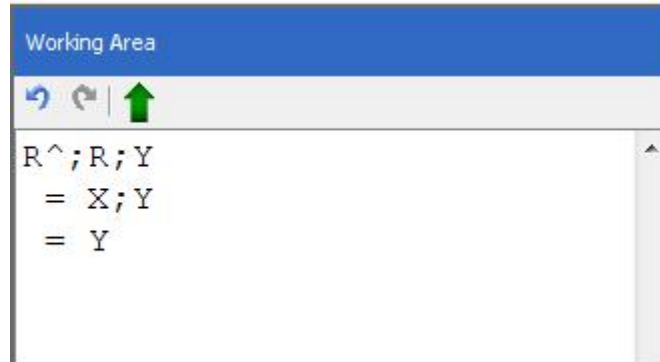 Working Area
R^;R;Y
= X;Y
= Y